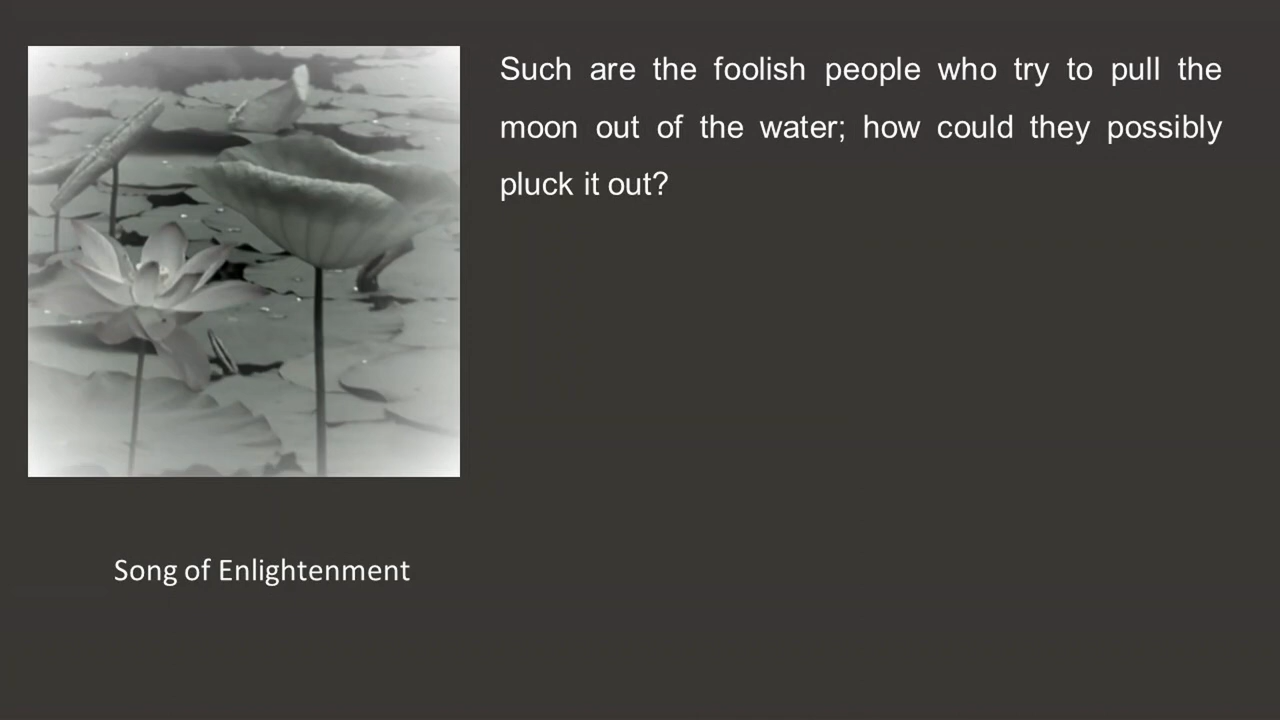 Such are the foolish people who try to pull the
moon out of the water; how could they possibly
pluck it out?
Song of Enlightenment